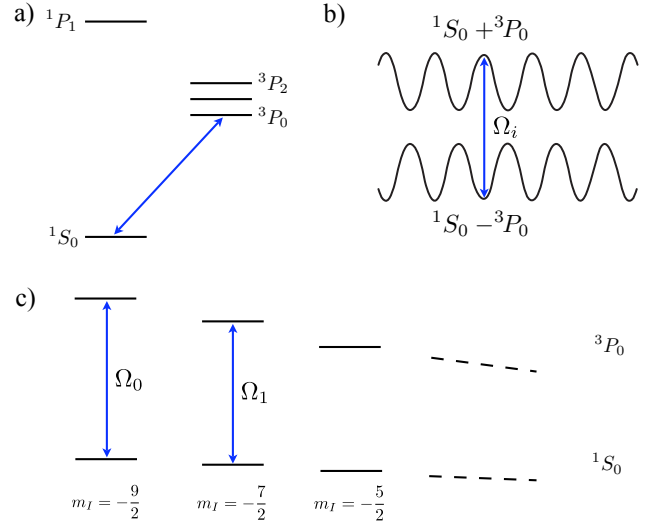 a)
¹P₁
³P₂
³P₀
¹S₀
b)
¹S₀ + ³P₀
Ωᵢ
¹S₀ − ³P₀
c)
Ω₀
Ω₁
³P₀
¹S₀
m_I = −9/2
m_I = −7/2
m_I = −5/2